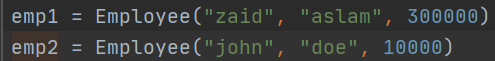 emp1 = Employee("zaid", "aslam", 300000)
emp2 = Employee("john", "doe", 10000)